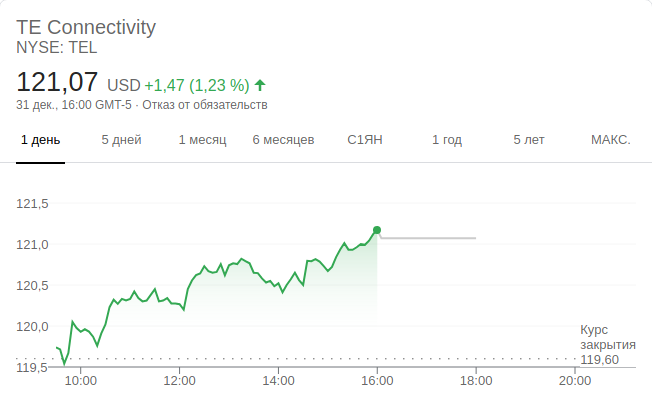 TE Connectivity
NYSE: TEL
121,07 USD +1,47 (1,23 %)
31 дек., 16:00 GMT-5 · Отказ от обязательств
1 день 5 дней 1 месяц 6 месяцев С1ЯН 1 год 5 лет МАКС.
121,5
121,0
120,5
120,0
Курс
закрытия
119,60
119,5
10:00 12:00 14:00 16:00 18:00 20:00